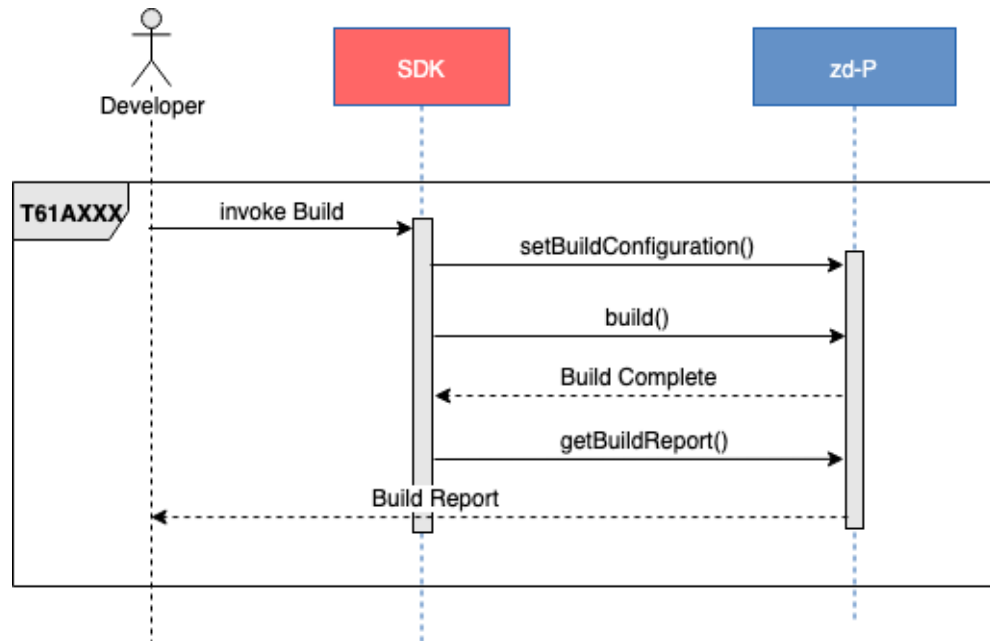 Developer
SDK
zd-P
T61AXXX
invoke Build
setBuildConfiguration()
build()
Build Complete
getBuildReport()
Build Report